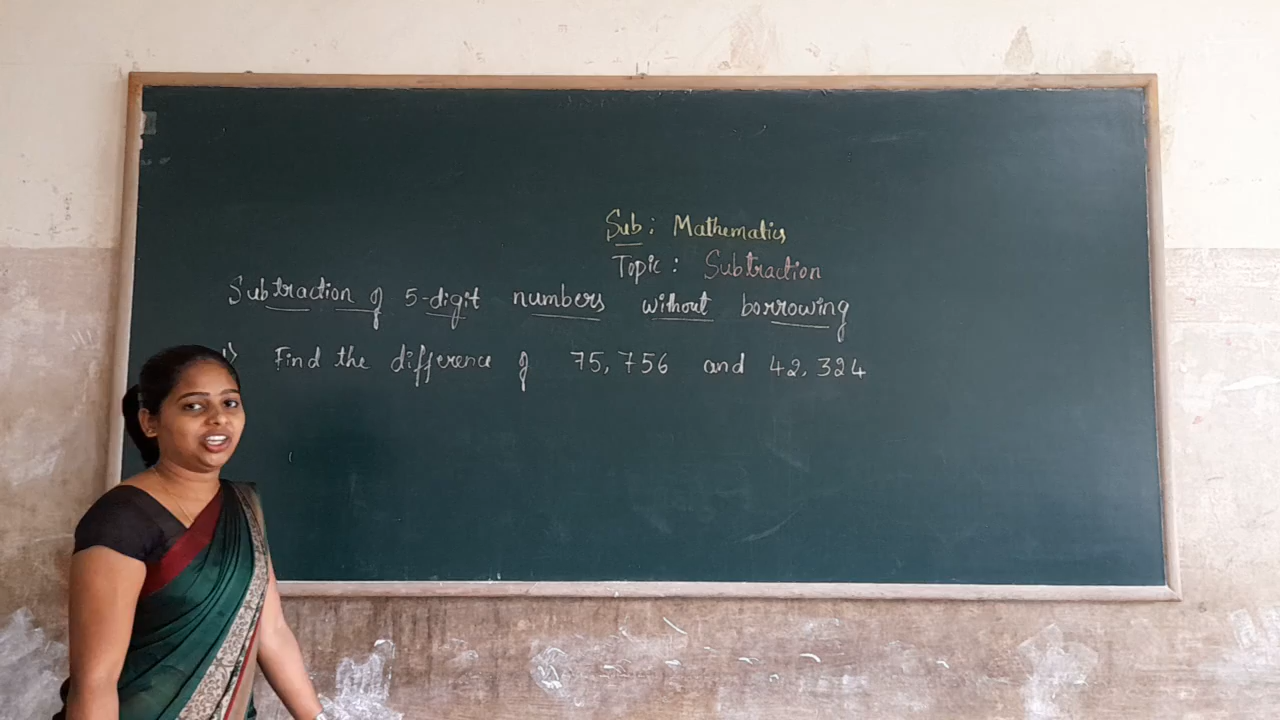 Sub: Mathematics
Topic: Subtraction
Subtraction of 5-digit numbers without borrowing
1) Find the difference of 75,756 and 42,324